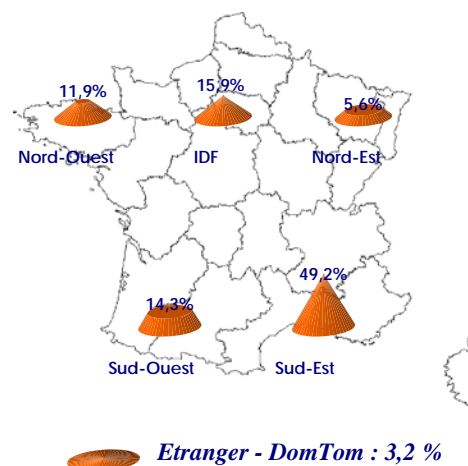 11,9%
15,9%
5,6%
Nord-Ouest
IDF
Nord-Est
49,2%
14,3%
Sud-Ouest
Sud-Est
Etranger - DomTom : 3,2 %